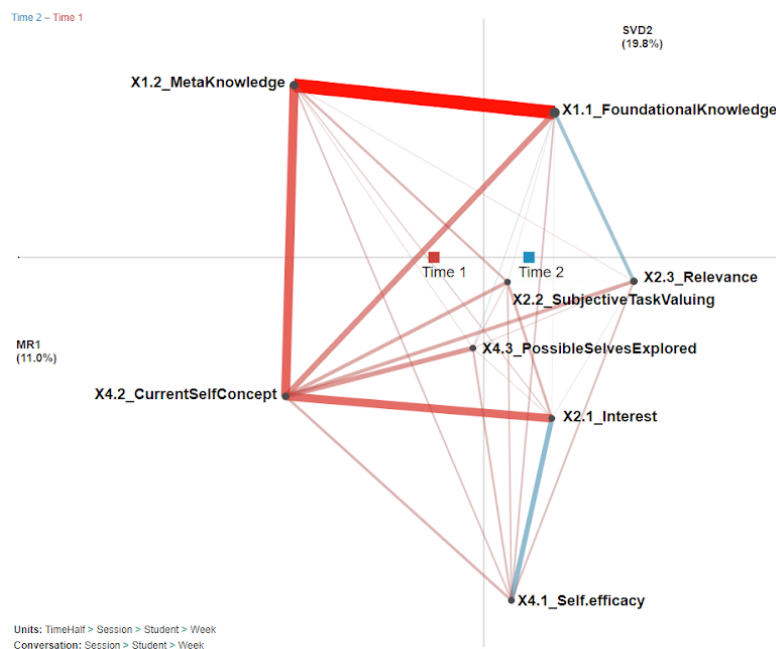 Time 2 – Time 1
SVD2
(19.8%)
X1.2_MetaKnowledge
X1.1_FoundationalKnowledge
Time 1
Time 2
X2.3_Relevance
X2.2_SubjectiveTaskValuing
MR1
(11.0%)
X4.3_PossibleSelvesExplored
X4.2_CurrentSelfConcept
X2.1_Interest
X4.1_Self.efficacy
Units: TimeHalf > Session > Student > Week
Conversation: Session > Student > Week